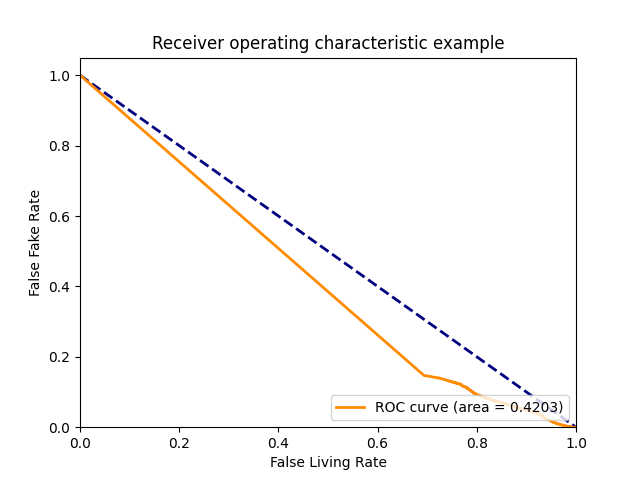 Receiver operating characteristic example
1.0
0.8
0.6
0.4
0.2
0.0
False Fake Rate
ROC curve (area = 0.4203)
0.0 0.2 0.4 0.6 0.8 1.0
False Living Rate